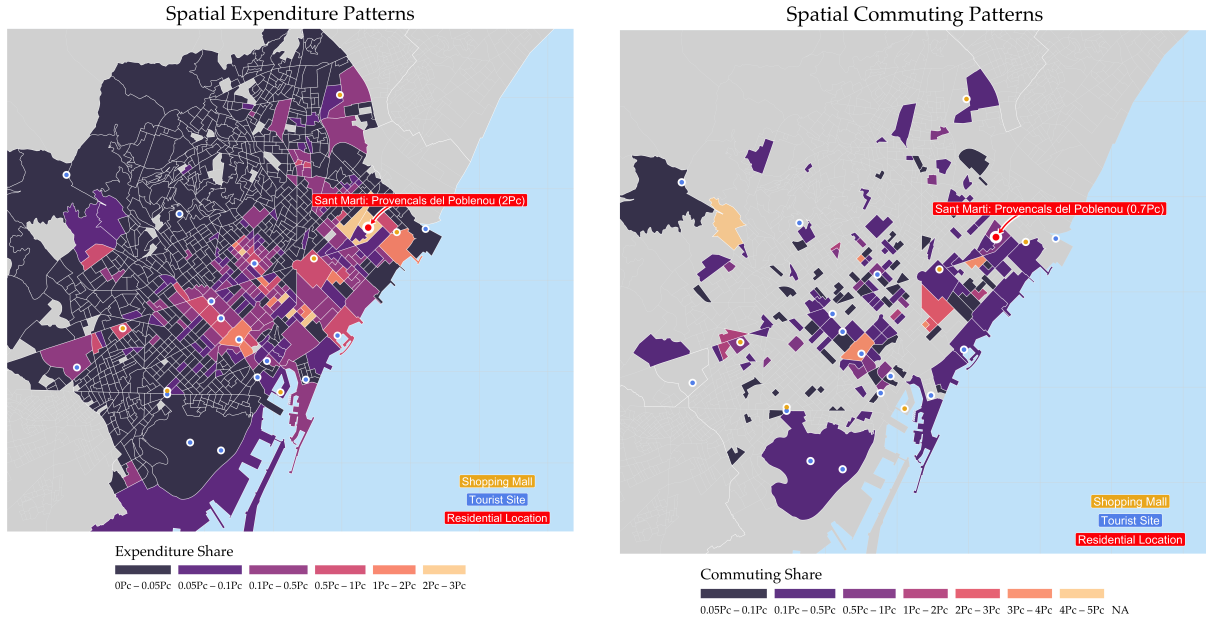 Spatial Expenditure Patterns
Sant Marti: Provencals del Poblenou (2Pc)
Shopping Mall
Tourist Site
Residential Location
Expenditure Share
0Pc – 0.05Pc 0.05Pc – 0.1Pc 0.1Pc – 0.5Pc 0.5Pc – 1Pc 1Pc – 2Pc 2Pc – 3Pc
Spatial Commuting Patterns
Sant Marti: Provencals del Poblenou (0.7Pc)
Shopping Mall
Tourist Site
Residential Location
Commuting Share
0.05Pc – 0.1Pc 0.1Pc – 0.5Pc 0.5Pc – 1Pc 1Pc – 2Pc 2Pc – 3Pc 3Pc – 4Pc 4Pc – 5Pc NA